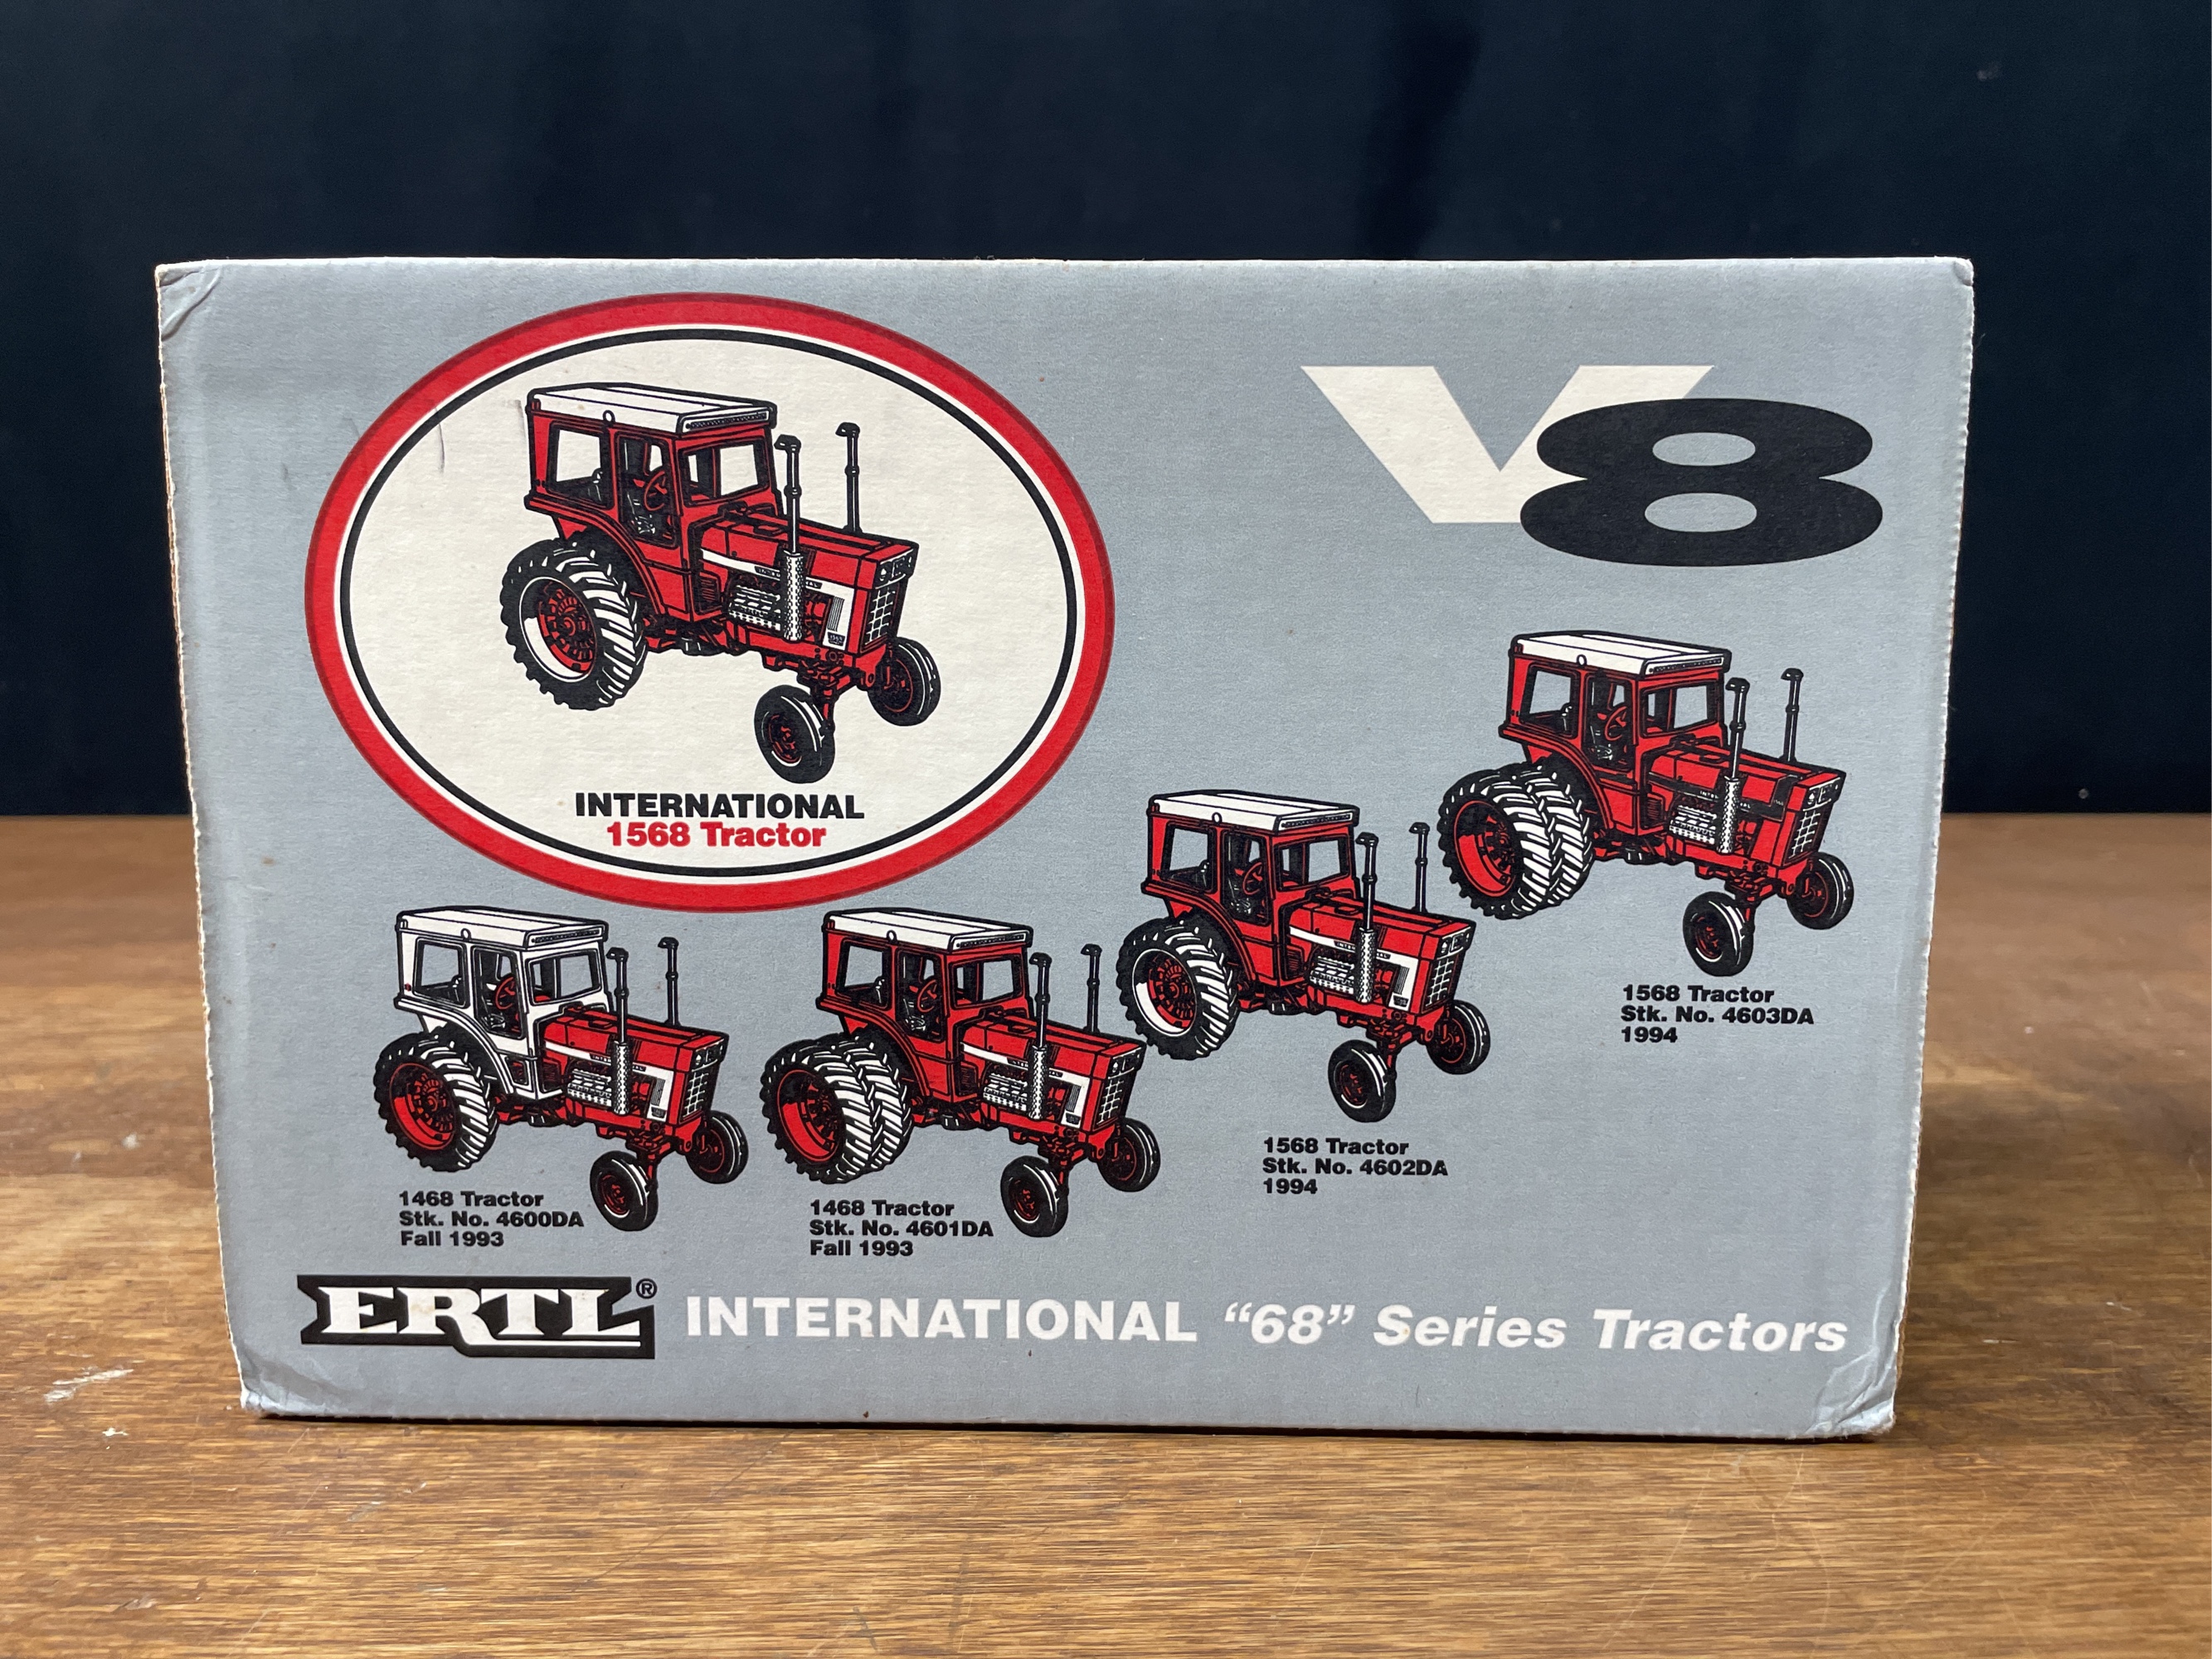 V8
INTERNATIONAL
1568 Tractor
1568 Tractor
Stk. No. 4603DA
1994
1568 Tractor
Stk. No. 4602DA
1994
1468 Tractor
Stk. No. 4600DA
Fall 1993
1468 Tractor
Stk. No. 4601DA
Fall 1993
ERTL® INTERNATIONAL “68” Series Tractors